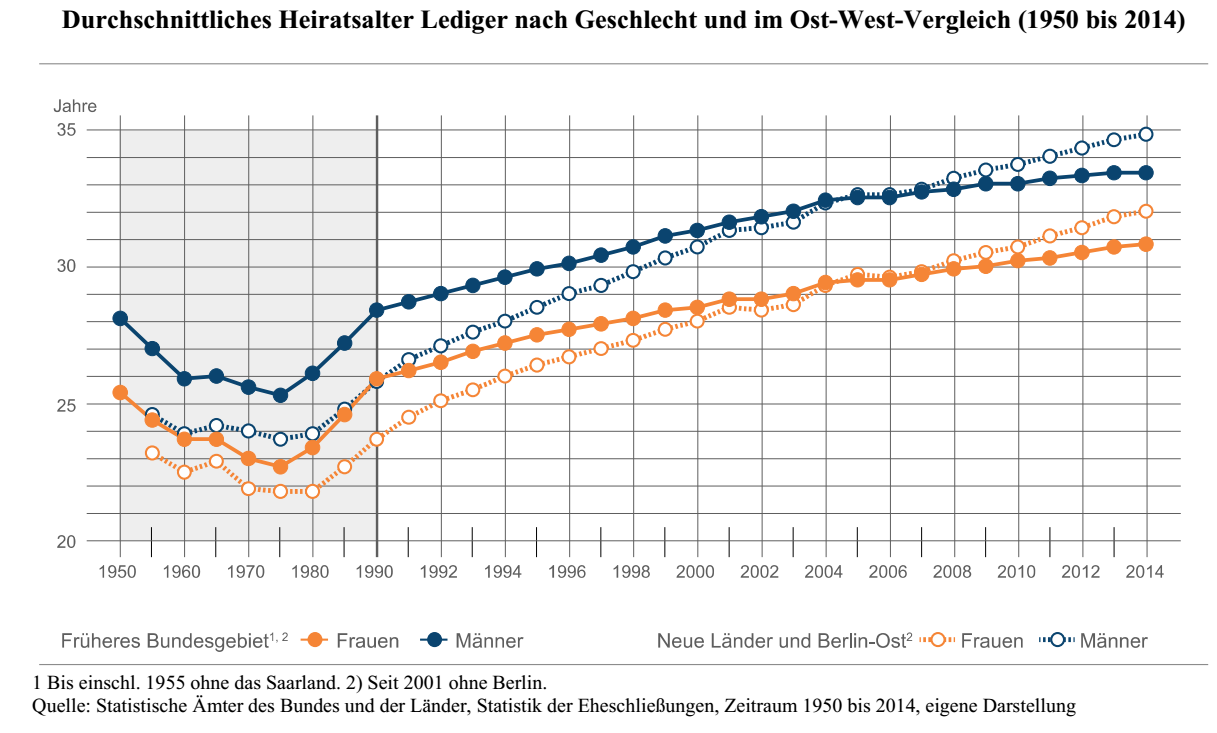 Durchschnittliches Heiratsalter Lediger nach Geschlecht und im Ost-West-Vergleich (1950 bis 2014)
Jahre
35
30
25
20
1950 1960 1970 1980 1990 1992 1994 1996 1998 2000 2002 2004 2006 2008 2010 2012 2014
Früheres Bundesgebiet1, 2 Frauen Männer Neue Länder und Berlin-Ost2 Frauen Männer
1 Bis einschl. 1955 ohne das Saarland. 2) Seit 2001 ohne Berlin.
Quelle: Statistische Ämter des Bundes und der Länder, Statistik der Eheschließungen, Zeitraum 1950 bis 2014, eigene Darstellung